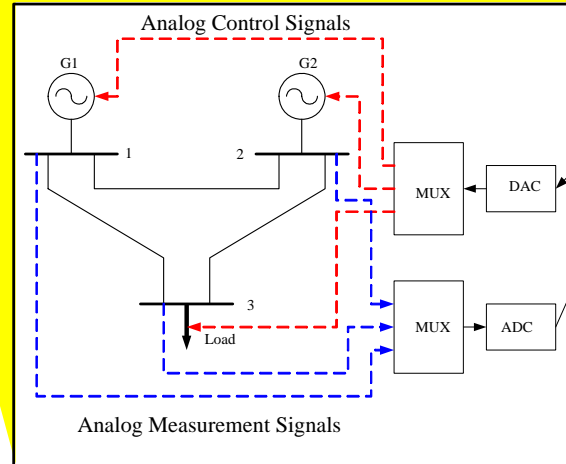 Analog Control Signals
G1
G2
1
2
MUX
DAC
3
Load
MUX
ADC
Analog Measurement Signals